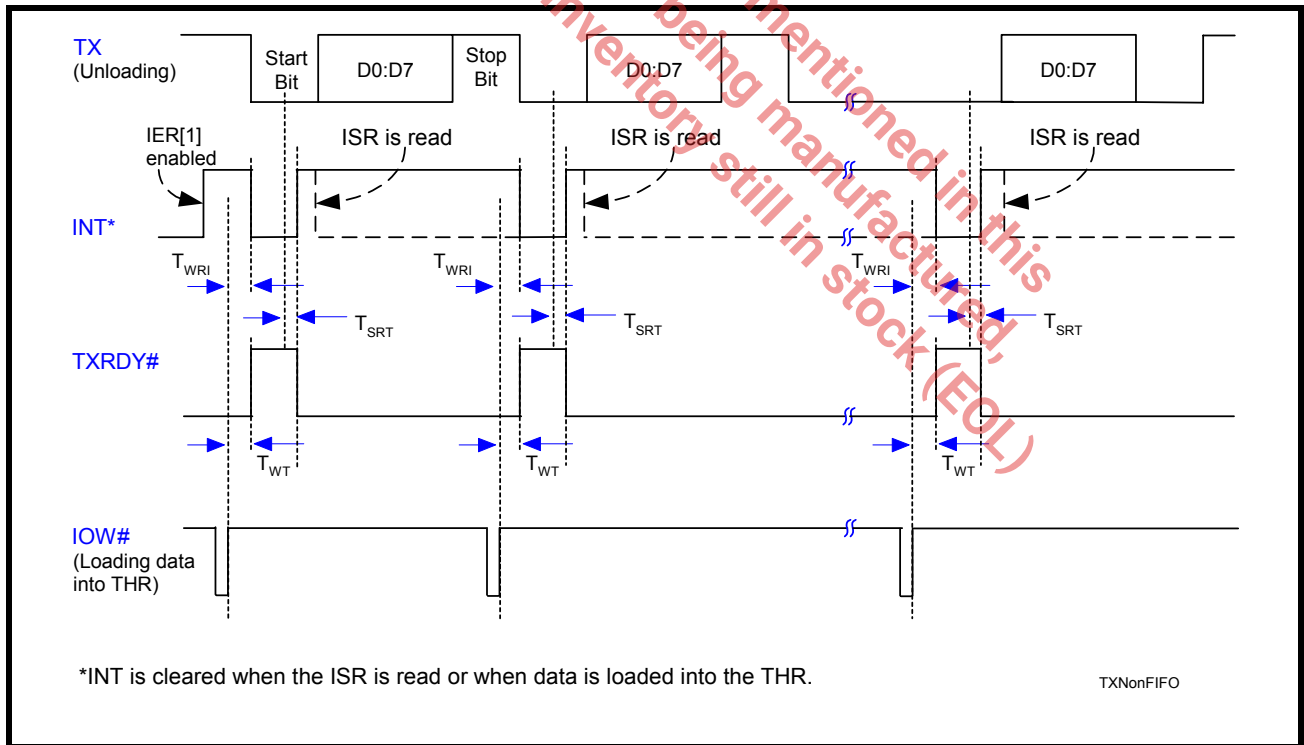 TX
(Unloading)
Start
Bit
D0:D7
Stop
Bit
D0:D7
D0:D7
IER[1]
enabled
ISR is read
ISR is read
ISR is read
INT*
TWRI
TWRI
TWRI
TSRT
TSRT
TSRT
TXRDY#
TWT
TWT
TWT
IOW#
(Loading data
into THR)
*INT is cleared when the ISR is read or when data is loaded into the THR.
TXNonFIFO
mentioned in this
being manufactured,
inventory still in stock (EOL)